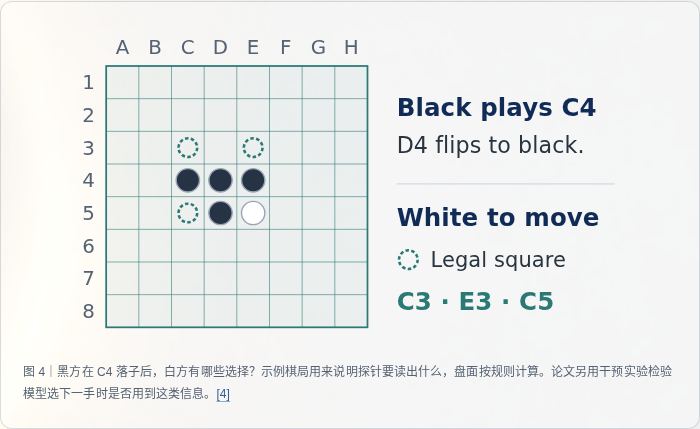 A B C D E F G H
1
2
3
4
5
6
7
8
Black plays C4
D4 flips to black.
White to move
Legal square
C3 · E3 · C5
图 4｜黑方在 C4 落子后，白方有哪些选择？示例棋局用来说明探针要读出什么，盘面按规则计算。论文另用干预实验检验
模型选下一手时是否用到这类信息。[4]